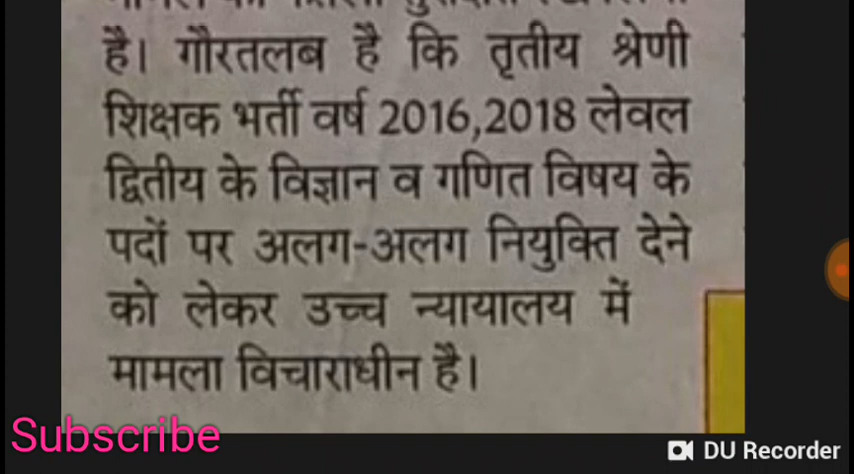 है। गौरतलब है कि तृतीय श्रेणी
शिक्षक भर्ती वर्ष 2016,2018 लेवल
द्वितीय के विज्ञान व गणित विषय के
पदों पर अलग-अलग नियुक्ति देने
को लेकर उच्च न्यायालय में
मामला विचाराधीन है।
Subscribe
DU Recorder